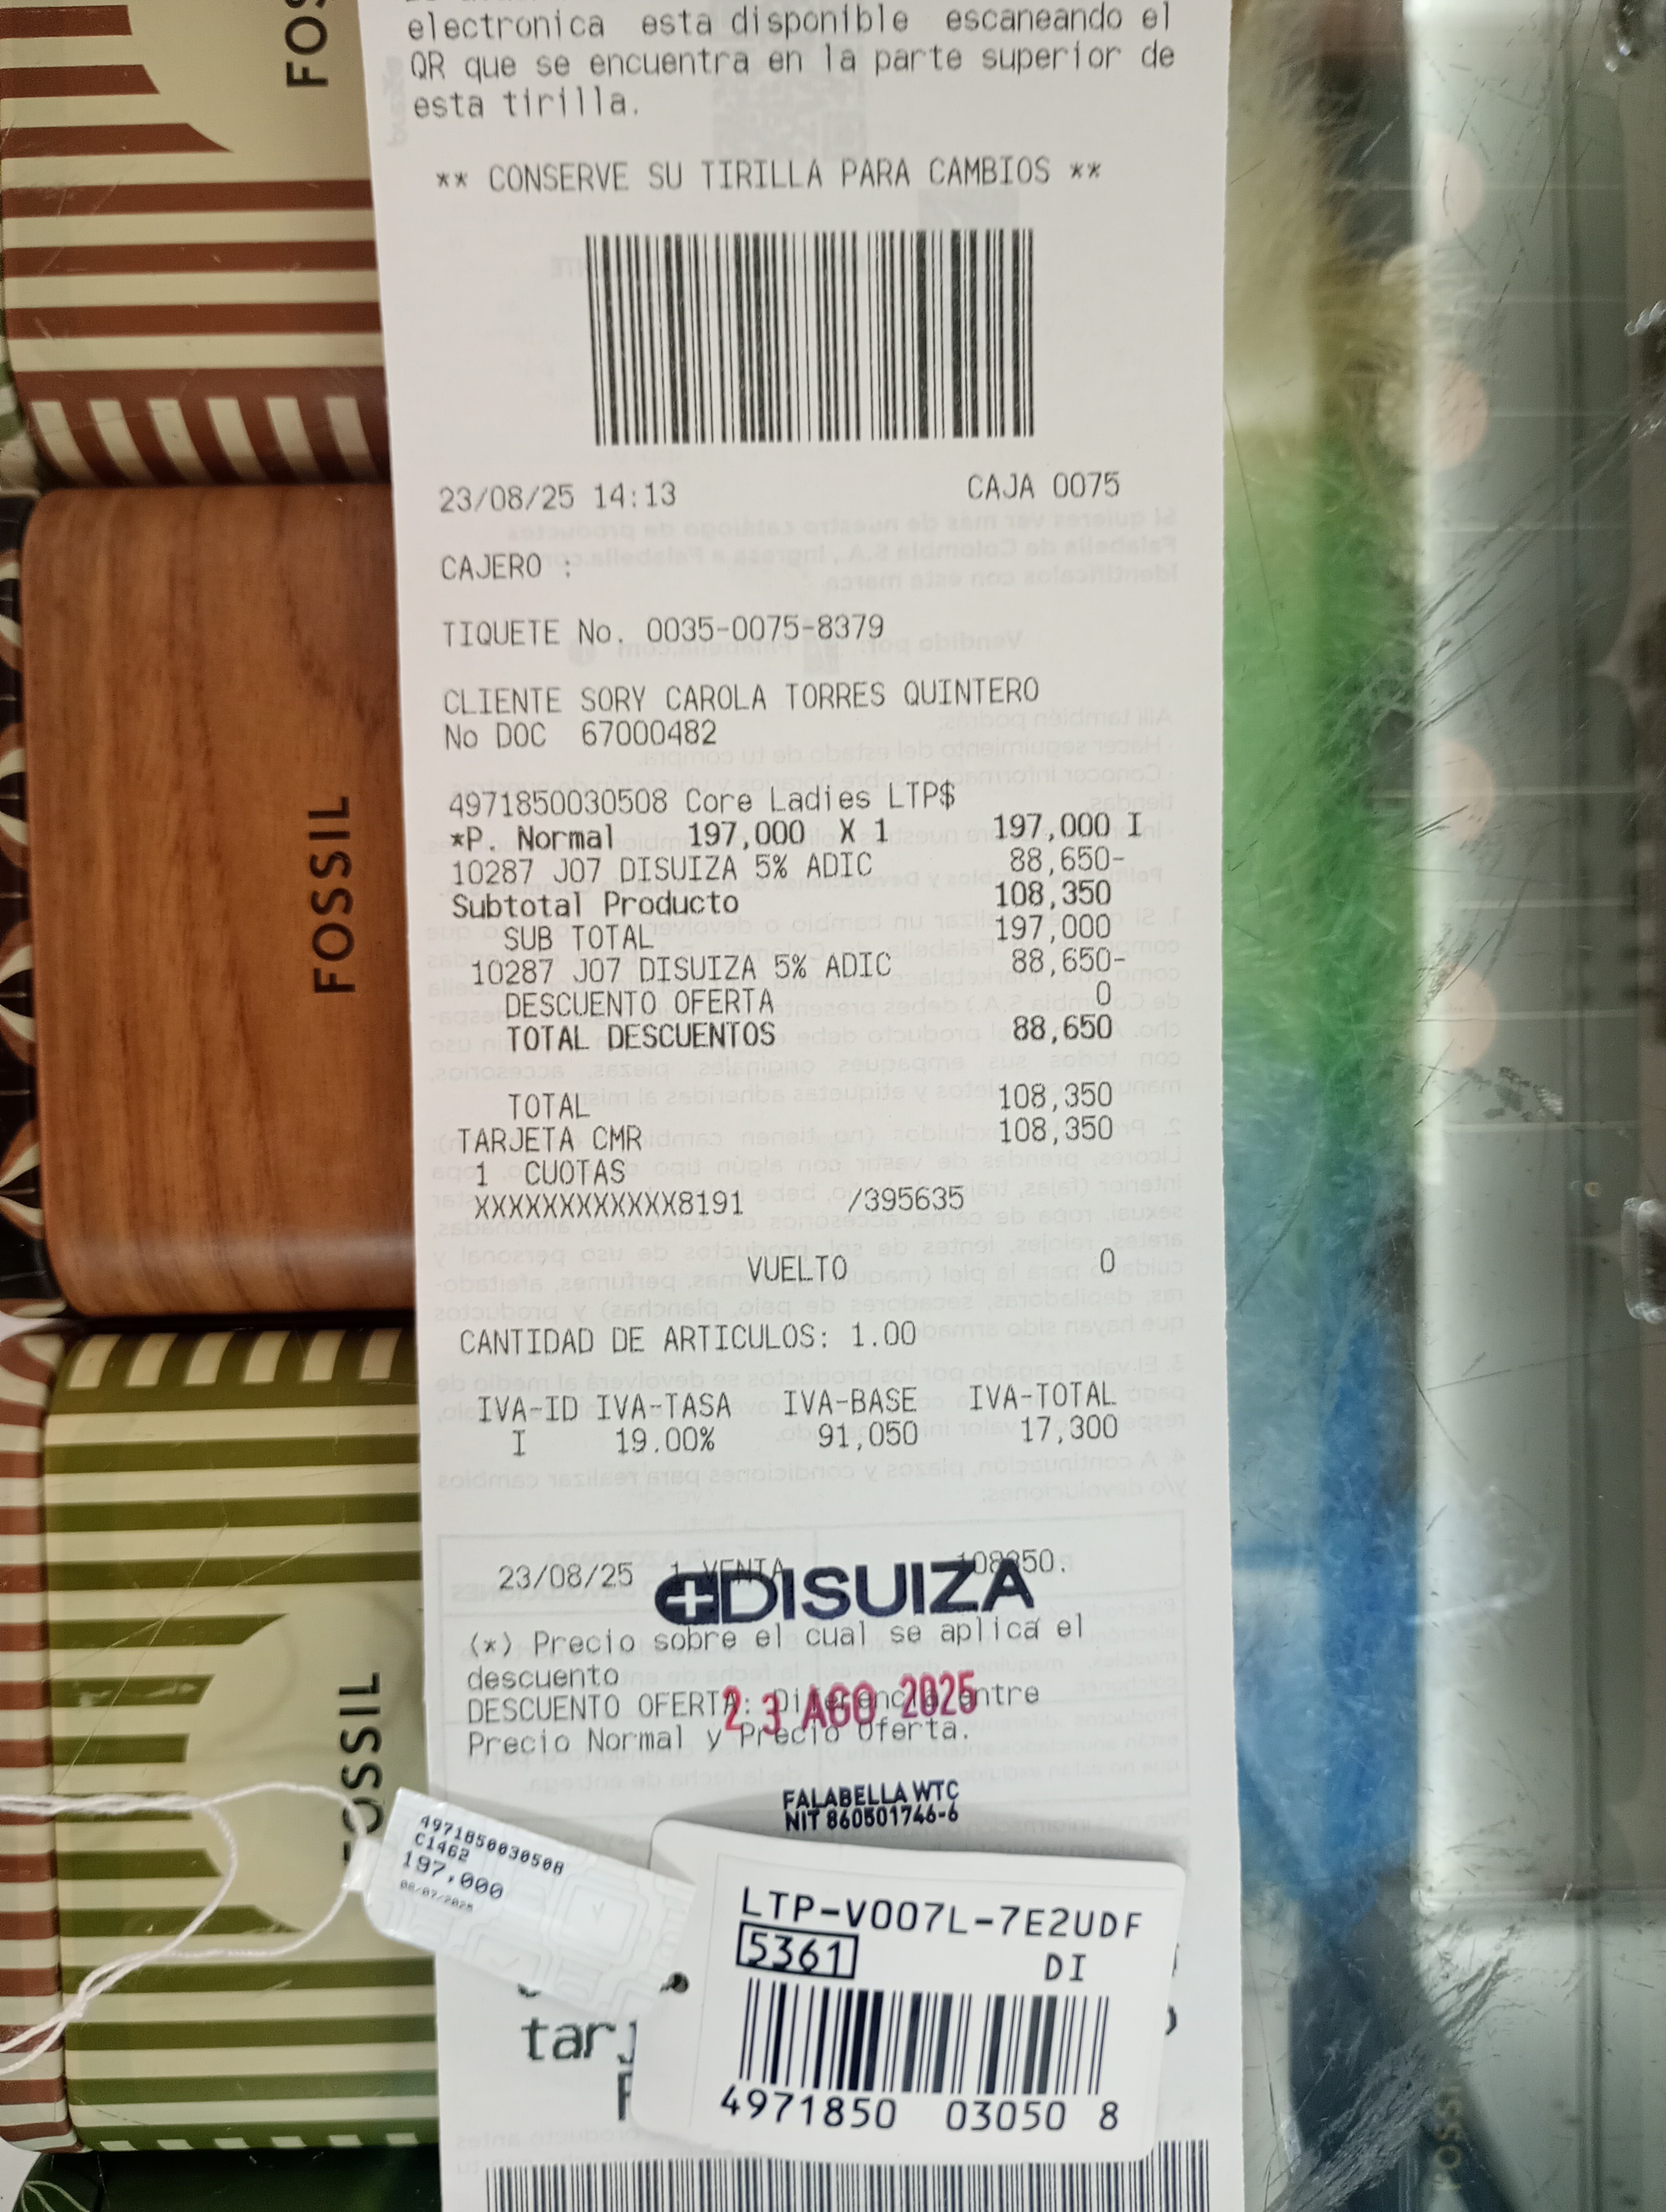 electronica esta disponible escaneando el
QR que se encuentra en la parte superior de
esta tirilla.
** CONSERVE SU TIRILLA PARA CAMBIOS **
23/08/25 14:13 CAJA 0075
CAJERO :
TIQUETE No. 0035-0075-8379
CLIENTE SORY CAROLA TORRES QUINTERO
No DOC 67000482
4971850030508 Core Ladies LTP$
*P. Normal 197,000 X 1 197,000 I
10287 J07 DISUIZA 5% ADIC 88,650-
Subtotal Producto 108,350
SUB TOTAL 197,000
10287 J07 DISUIZA 5% ADIC 88,650-
DESCUENTO OFERTA 0
TOTAL DESCUENTOS 88,650
TOTAL 108,350
TARJETA CMR 108,350
1 CUOTAS
XXXXXXXXXXXX8191 /395635
VUELTO 0
CANTIDAD DE ARTICULOS: 1.00
IVA-ID IVA-TASA IVA-BASE IVA-TOTAL
I 19.00% 91,050 17,300
23/08/25 1 VENTA 108350.
DISUIZA
(*) Precio sobre el cual se aplica el
descuento
DESCUENTO OFERTA: Diferencia entre
23 AGO 2025
Precio Normal y Precio Oferta.
FALABELLA WTC
NIT 860501746-6
4971850030508
C1462
197,000
LTP-V007L-7E2UDF
5361 DI
4971850 03050 8
FOSSIL
FOSSIL